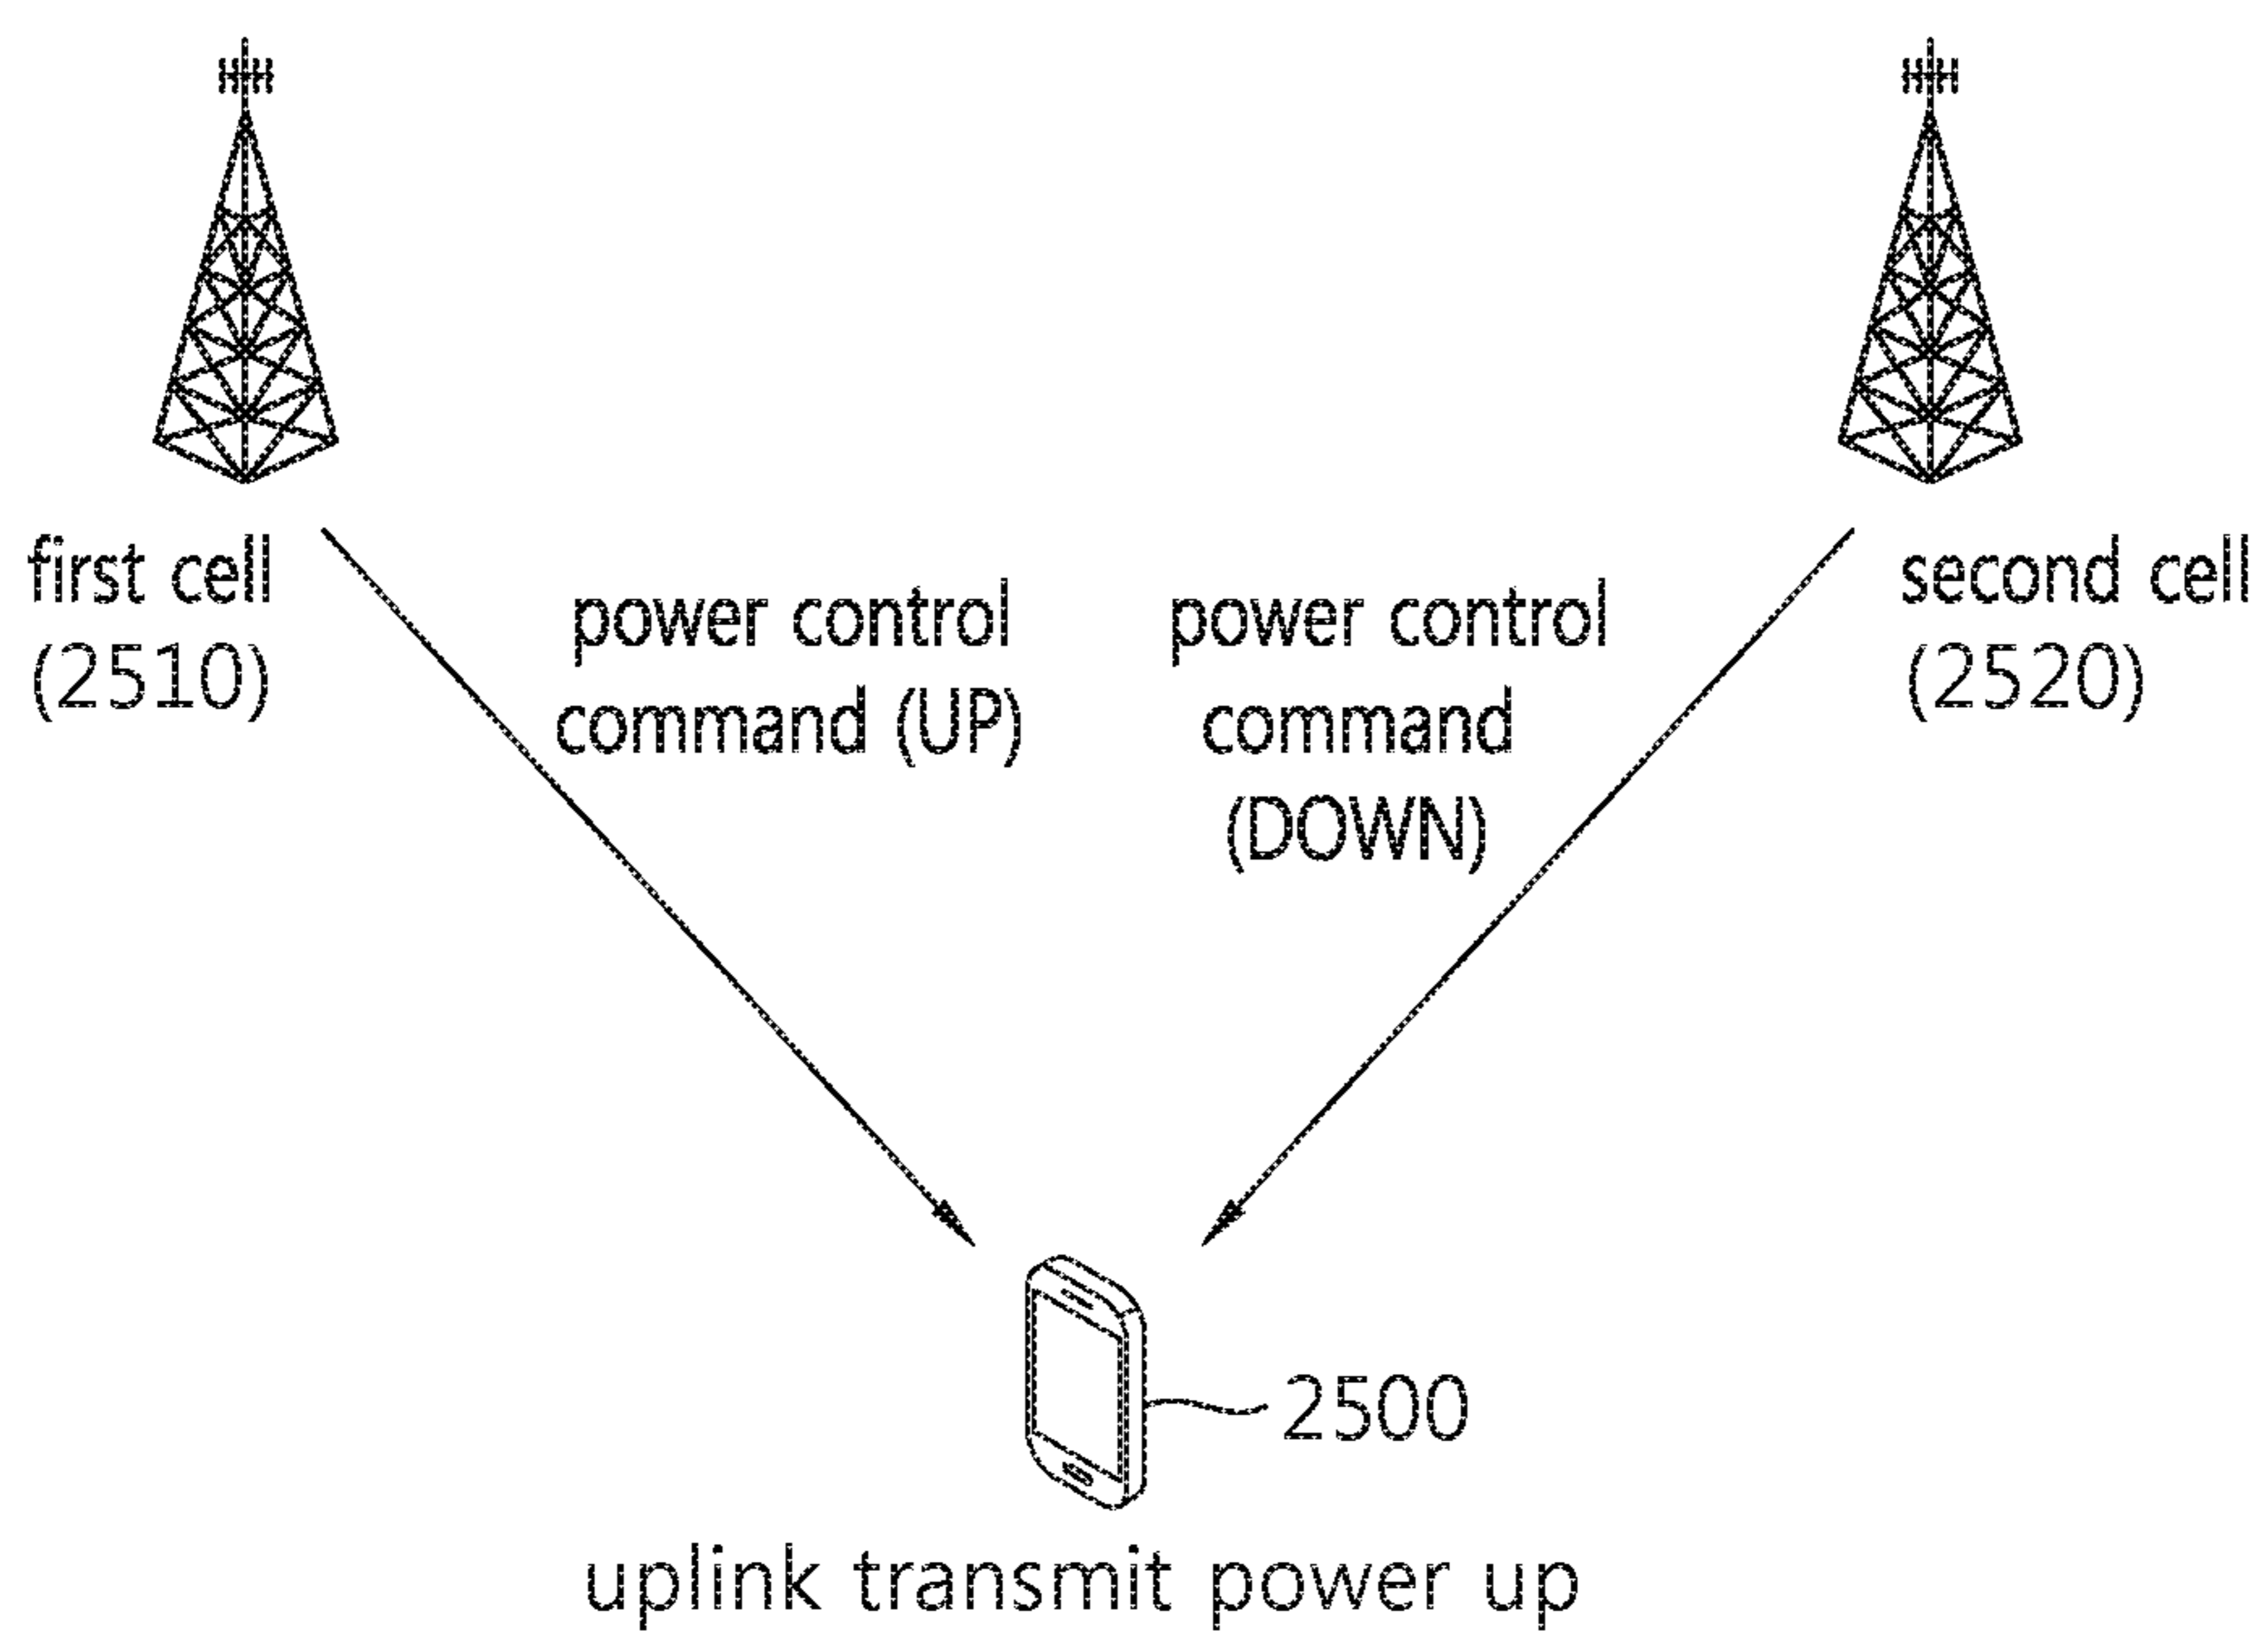 first cell
(2510)
power control
command (UP)
power control
command
(DOWN)
second cell
(2520)
2500
uplink transmit power up